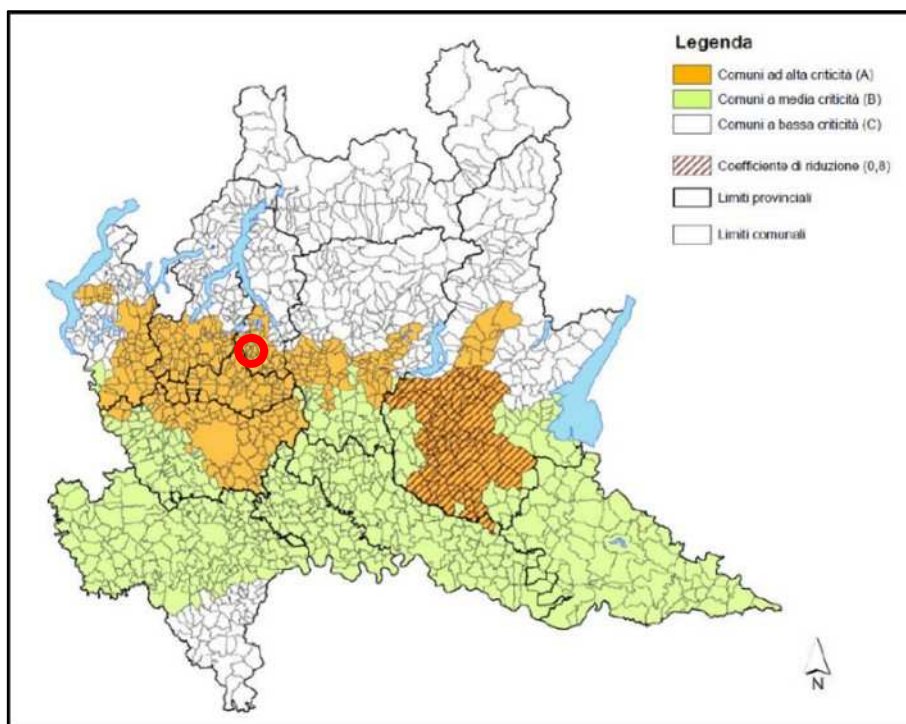 Legenda
Comuni ad alta criticità (A)
Comuni a media criticità (B)
Comuni a bassa criticità (C)
Coefficiente di riduzione (0,8)
Limiti provinciali
Limiti comunali
N